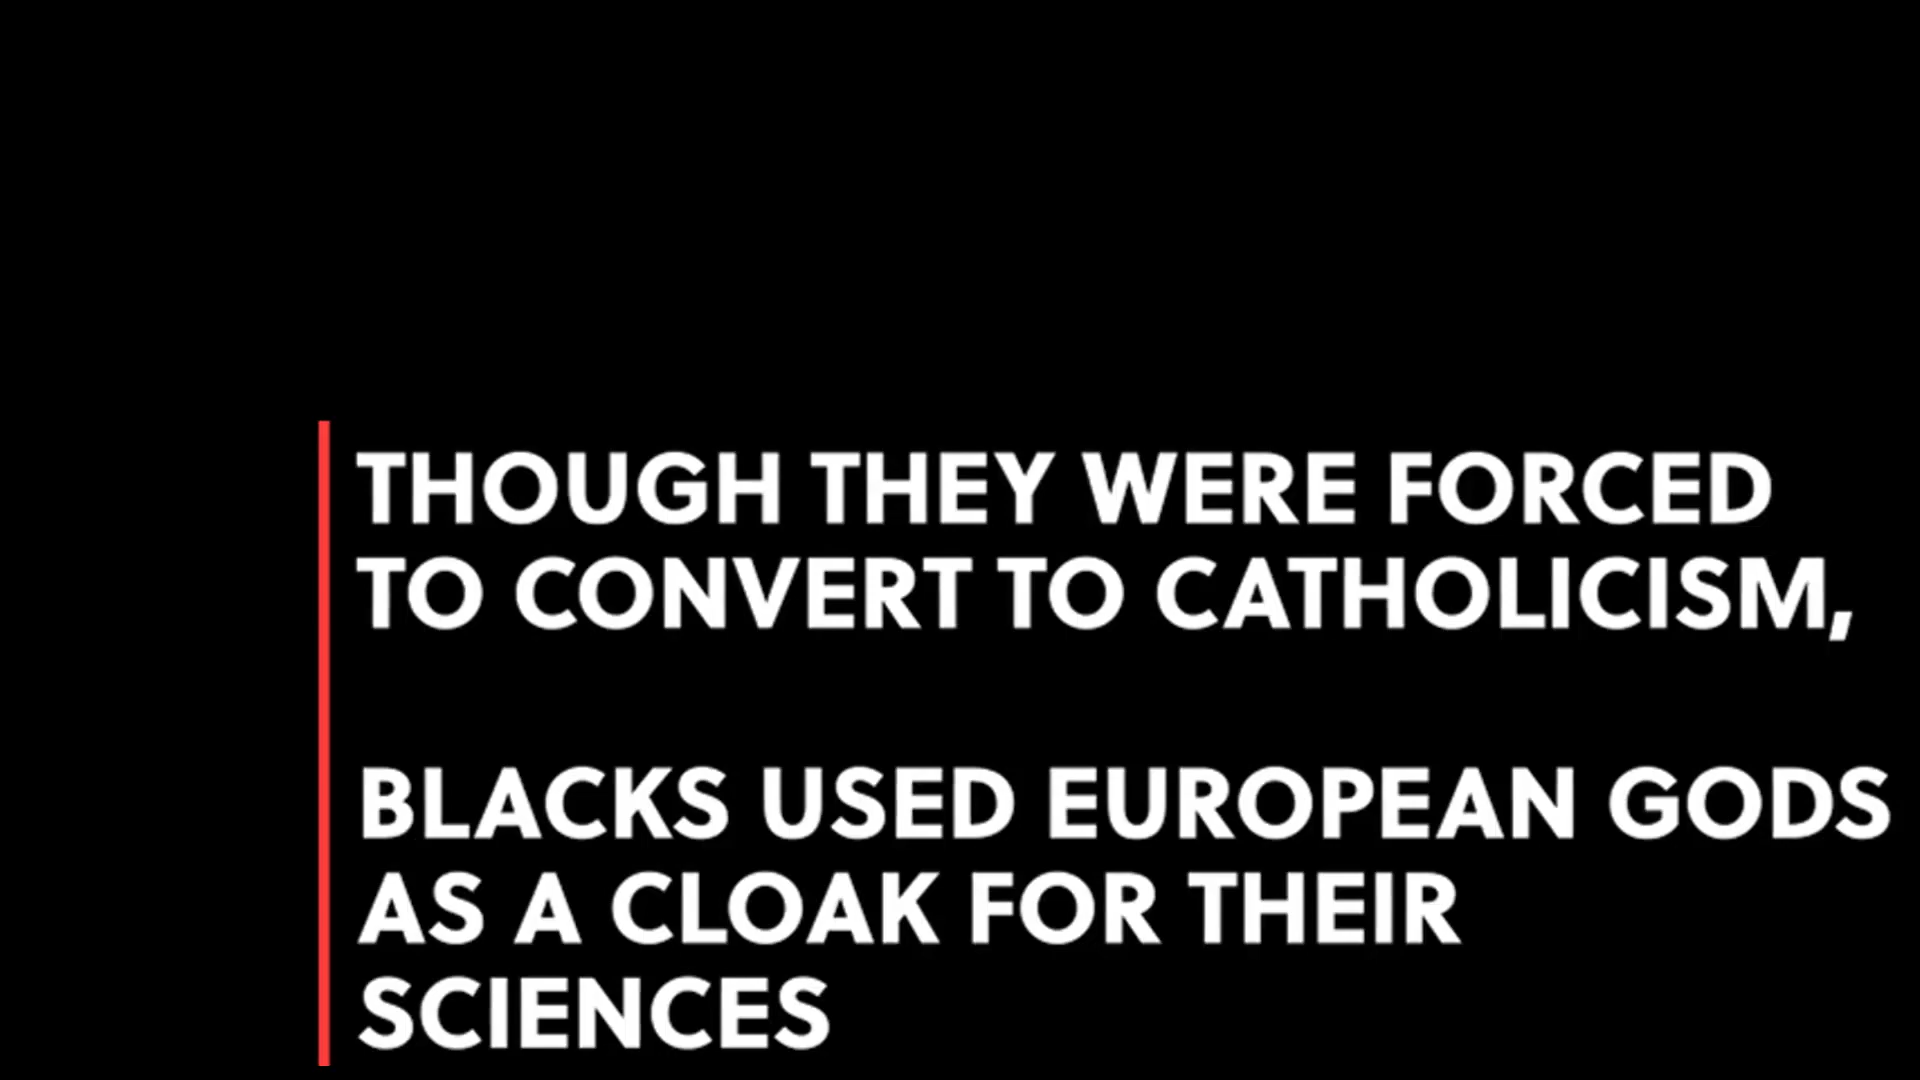 THOUGH THEY WERE FORCED
TO CONVERT TO CATHOLICISM,
BLACKS USED EUROPEAN GODS
AS A CLOAK FOR THEIR
SCIENCES